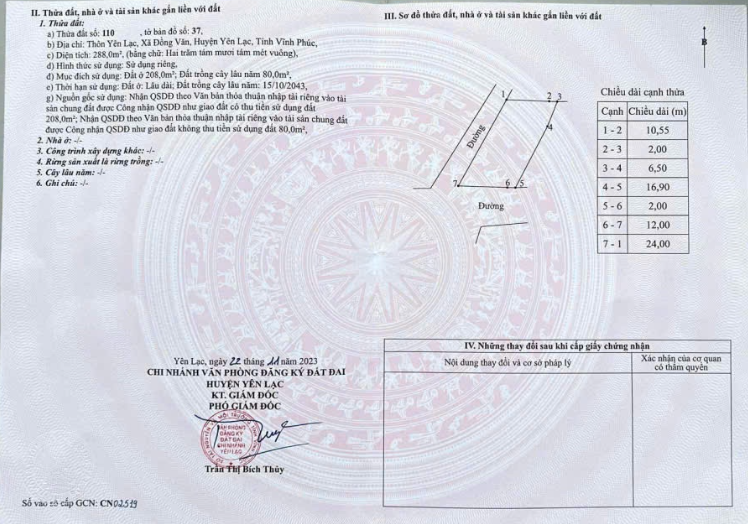 II. Thửa đất, nhà ở và tài sản khác gắn liền với đất
1. Thửa đất:
a) Thửa đất số: 110 , tờ bản đồ số: 37,
b) Địa chỉ: Thôn Yên Lạc, Xã Đồng Văn, Huyện Yên Lạc, Tỉnh Vĩnh Phúc,
c) Diện tích: 288,0m², (bằng chữ: Hai trăm tám mươi tám mét vuông),
d) Hình thức sử dụng: Sử dụng riêng,
đ) Mục đích sử dụng: Đất ở 208,0m²; Đất trồng cây lâu năm 80,0m²,
e) Thời hạn sử dụng: Đất ở: Lâu dài; Đất trồng cây lâu năm: 15/10/2043,
g) Nguồn gốc sử dụng: Nhận QSDĐ theo Văn bản thỏa thuận nhập tài riêng vào tài
sản chung đất được Công nhận QSDĐ như giao đất có thu tiền sử dụng đất
208,0m²; Nhận QSDĐ theo Văn bản thỏa thuận nhập tài riêng vào tài sản chung đất
được Công nhận QSDĐ như giao đất không thu tiền sử dụng đất 80,0m²,
2. Nhà ở: -/-
3. Công trình xây dựng khác: -/-
4. Rừng sản xuất là rừng trồng: -/-
5. Cây lâu năm: -/-
6. Ghi chú: -/-
Yên Lạc, ngày 22 tháng 11 năm 2023
CHI NHÁNH VĂN PHÒNG ĐĂNG KÝ ĐẤT ĐAI
HUYỆN YÊN LẠC
KT. GIÁM ĐỐC
PHÓ GIÁM ĐỐC
VĂN PHÒNG
ĐĂNG KÝ
ĐẤT ĐAI
CHI NHÁNH
YÊN LẠC
Trần Thị Bích Thủy
Số vào sổ cấp GCN: CN02519
III. Sơ đồ thửa đất, nhà ở và tài sản khác gắn liền với đất
B
1
2 3
4
Đường
7
6 5
Đường
Chiều dài cạnh thửa
Cạnh Chiều dài (m)
1 - 2 10,55
2 - 3 2,00
3 - 4 6,50
4 - 5 16,90
5 - 6 2,00
6 - 7 12,00
7 - 1 24,00
IV. Những thay đổi sau khi cấp giấy chứng nhận
Nội dung thay đổi và cơ sở pháp lý
Xác nhận của cơ quan
có thẩm quyền